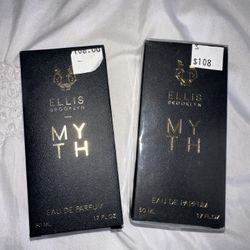 108.00
ELLIS
BROOKLYN
MY
TH
EAU DE PARFUM
50 ML 1.7 FL OZ
$
$108
ELLIS
BROOKLYN
MY
TH
EAU DE PARFUM
50 ML 1.7 FL OZ